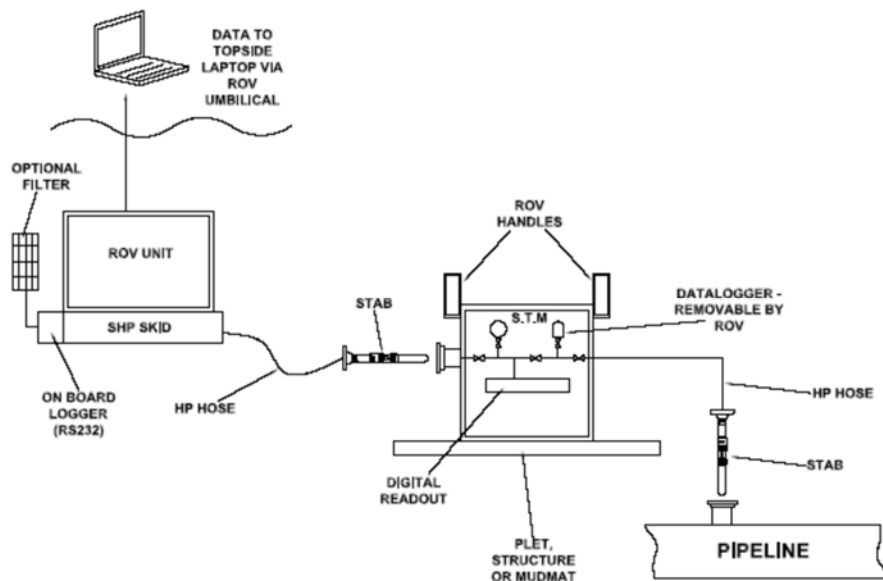 DATA TO
TOPSIDE
LAPTOP VIA
ROV
UMBILICAL
OPTIONAL
FILTER
ROV UNIT
SHP SKID
ON BOARD
LOGGER
(RS232)
HP HOSE
STAB
ROV
HANDLES
S.T.M
DATALOGGER -
REMOVABLE BY
ROV
DIGITAL
READOUT
PLET,
STRUCTURE
OR MUDMAT
HP HOSE
STAB
PIPELINE